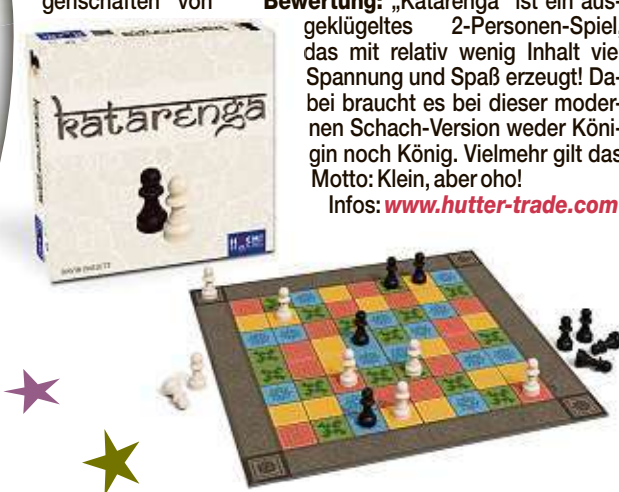 genschaften von
Bewertung: „Katarenga“ ist ein aus-
geklügeltes 2-Personen-Spiel,
das mit relativ wenig Inhalt viel
Spannung und Spaß erzeugt! Da-
bei braucht es bei dieser moder-
nen Schach-Version weder Köni-
gin noch König. Vielmehr gilt das
Motto: Klein, aber oho!
Infos: www.hutter-trade.com
katarenga
HUCH!